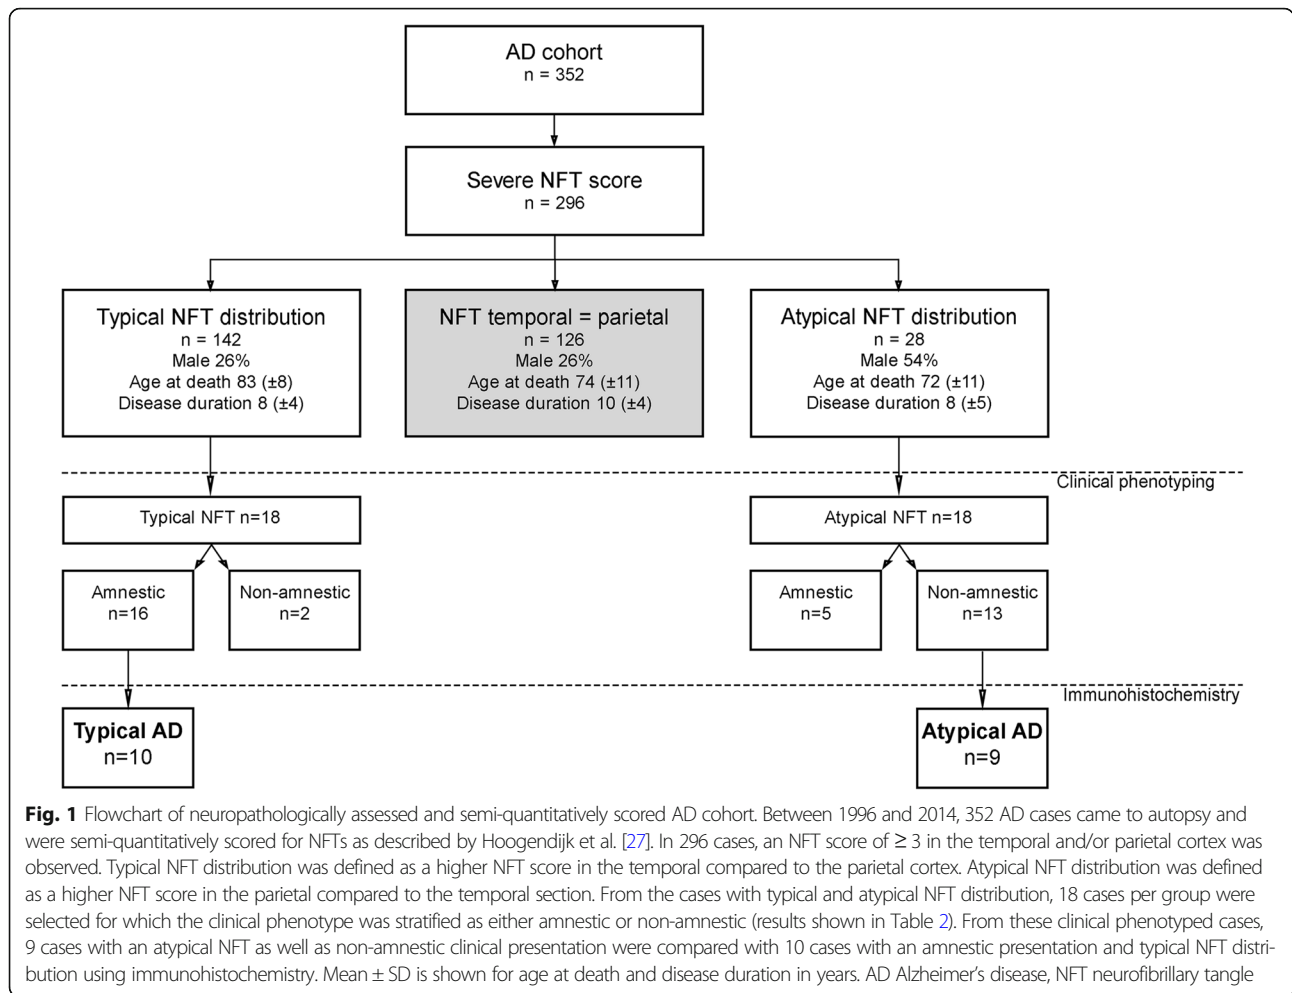 AD cohort
n = 352
Severe NFT score
n = 296
Typical NFT distribution
n = 142
Male 26%
Age at death 83 (±8)
Disease duration 8 (±4)
NFT temporal = parietal
n = 126
Male 26%
Age at death 74 (±11)
Disease duration 10 (±4)
Atypical NFT distribution
n = 28
Male 54%
Age at death 72 (±11)
Disease duration 8 (±5)
Clinical phenotyping
Typical NFT n=18
Atypical NFT n=18
Amnestic
n=16
Non-amnestic
n=2
Amnestic
n=5
Non-amnestic
n=13
Immunohistochemistry
Typical AD
n=10
Atypical AD
n=9
Fig. 1 Flowchart of neuropathologically assessed and semi-quantitatively scored AD cohort. Between 1996 and 2014, 352 AD cases came to autopsy and
were semi-quantitatively scored for NFTs as described by Hoogendijk et al. [27]. In 296 cases, an NFT score of ≥ 3 in the temporal and/or parietal cortex was
observed. Typical NFT distribution was defined as a higher NFT score in the temporal compared to the parietal cortex. Atypical NFT distribution was defined
as a higher NFT score in the parietal compared to the temporal section. From the cases with typical and atypical NFT distribution, 18 cases per group were
selected for which the clinical phenotype was stratified as either amnestic or non-amnestic (results shown in Table 2). From these clinical phenotyped cases,
9 cases with an atypical NFT as well as non-amnestic clinical presentation were compared with 10 cases with an amnestic presentation and typical NFT distri-
bution using immunohistochemistry. Mean ± SD is shown for age at death and disease duration in years. AD Alzheimer's disease, NFT neurofibrillary tangle